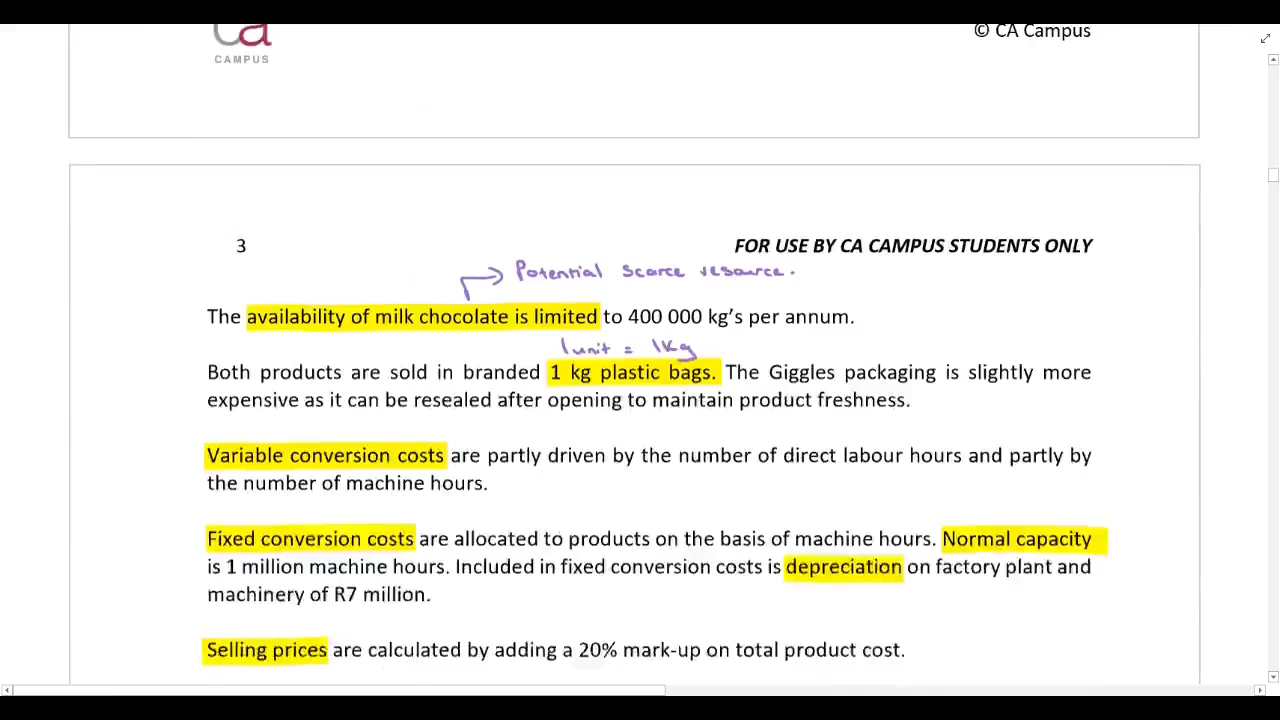 ca
CAMPUS
© CA Campus
3
FOR USE BY CA CAMPUS STUDENTS ONLY
Potential scarce resource.
The availability of milk chocolate is limited to 400 000 kg's per annum.
1 unit = 1Kg
Both products are sold in branded 1 kg plastic bags. The Giggles packaging is slightly more
expensive as it can be resealed after opening to maintain product freshness.
Variable conversion costs are partly driven by the number of direct labour hours and partly by
the number of machine hours.
Fixed conversion costs are allocated to products on the basis of machine hours. Normal capacity
is 1 million machine hours. Included in fixed conversion costs is depreciation on factory plant and
machinery of R7 million.
Selling prices are calculated by adding a 20% mark-up on total product cost.